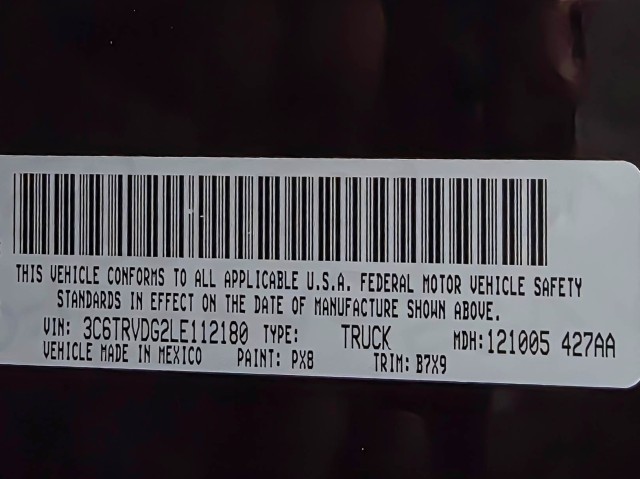 THIS VEHICLE CONFORMS TO ALL APPLICABLE U.S.A. FEDERAL MOTOR VEHICLE SAFETY
STANDARDS IN EFFECT ON THE DATE OF MANUFACTURE SHOWN ABOVE.
VIN: 3C6TRVDG2LE112180 TYPE: TRUCK MDH:121005 427AA
VEHICLE MADE IN MEXICO PAINT: PX8 TRIM: B7X9